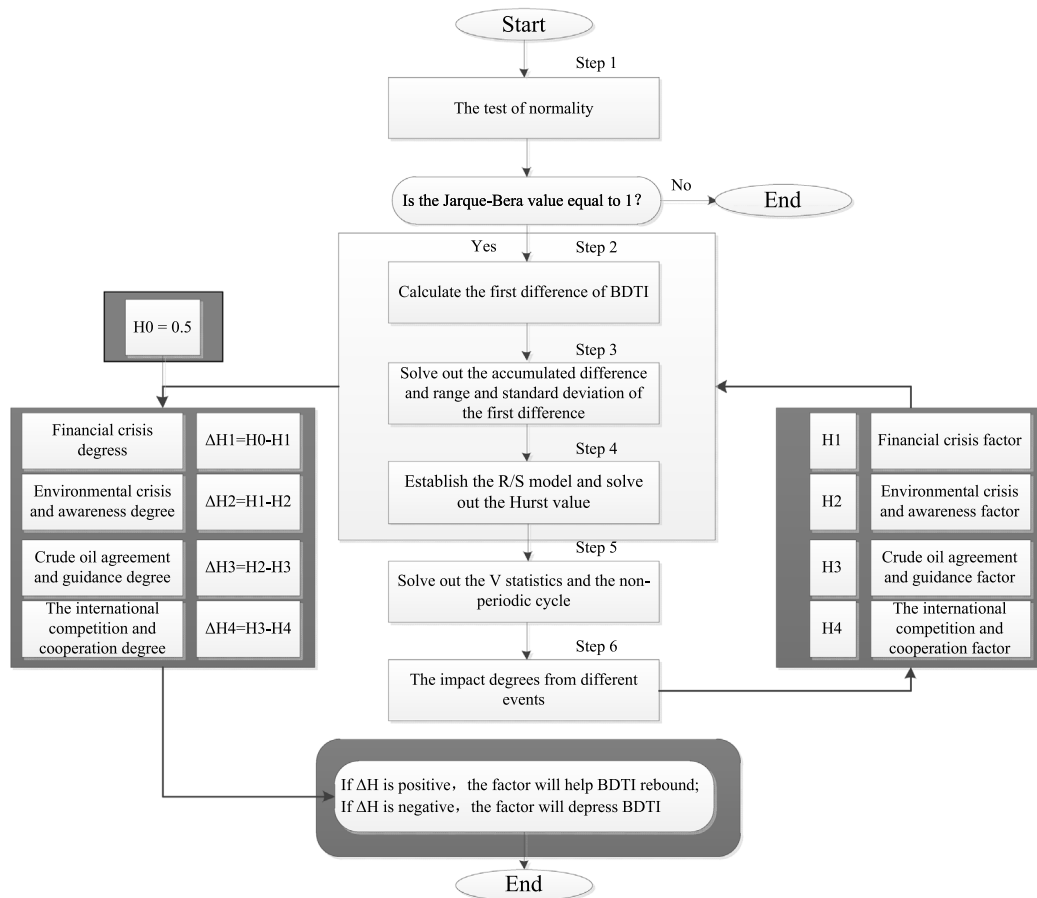 Start
Step 1
The test of normality
Is the Jarque-Bera value equal to 1?
No
End
Yes
Step 2
Calculate the first difference of BDTI
Step 3
Solve out the accumulated difference
and range and standard deviation of
the first difference
Step 4
Establish the R/S model and solve
out the Hurst value
Step 5
Solve out the V statistics and the non-
periodic cycle
Step 6
The impact degrees from different
events
H1
Financial crisis factor
H2
Environmental crisis
and awareness factor
H3
Crude oil agreement
and guidance factor
H4
The international
competition and
cooperation factor
H0 = 0.5
Financial crisis
degress
ΔH1=H0-H1
Environmental crisis
and awareness degree
ΔH2=H1-H2
Crude oil agreement
and guidance degree
ΔH3=H2-H3
The international
competition and
cooperation degree
ΔH4=H3-H4
If ΔH is positive，the factor will help BDTI rebound;
If ΔH is negative，the factor will depress BDTI
End